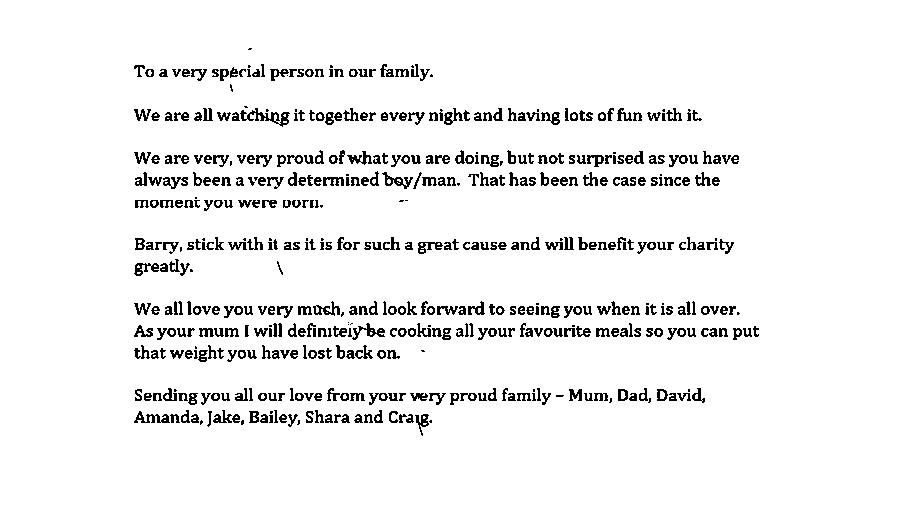 To a very special person in our family.
We are all watching it together every night and having lots of fun with it.
We are very, very proud of what you are doing, but not surprised as you have
always been a very determined boy/man. That has been the case since the
moment you were born.
Barry, stick with it as it is for such a great cause and will benefit your charity
greatly.
We all love you very much, and look forward to seeing you when it is all over.
As your mum I will definitely be cooking all your favourite meals so you can put
that weight you have lost back on.
Sending you all our love from your very proud family – Mum, Dad, David,
Amanda, Jake, Bailey, Shara and Craig.